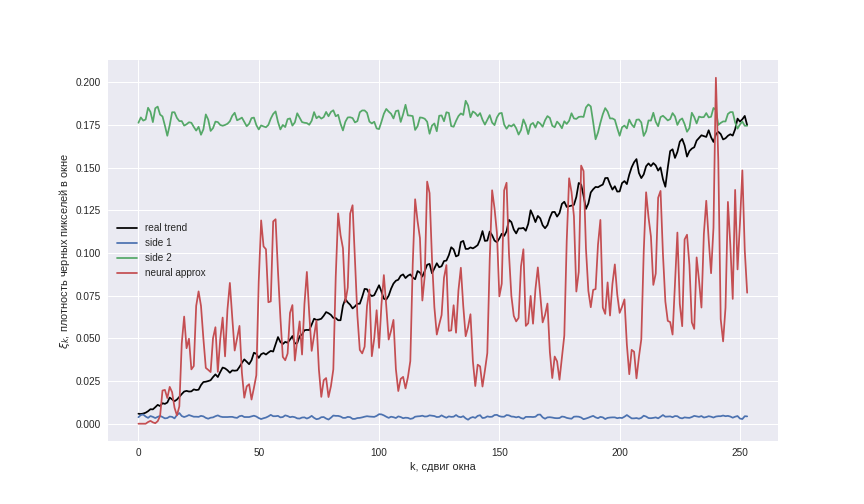 0.200
0.175
0.150
0.125
0.100
0.075
0.050
0.025
0.000
ξk, плотность черных пикселей в окне
real trend
side 1
side 2
neural approx
0 50 100 150 200 250
k, сдвиг окна